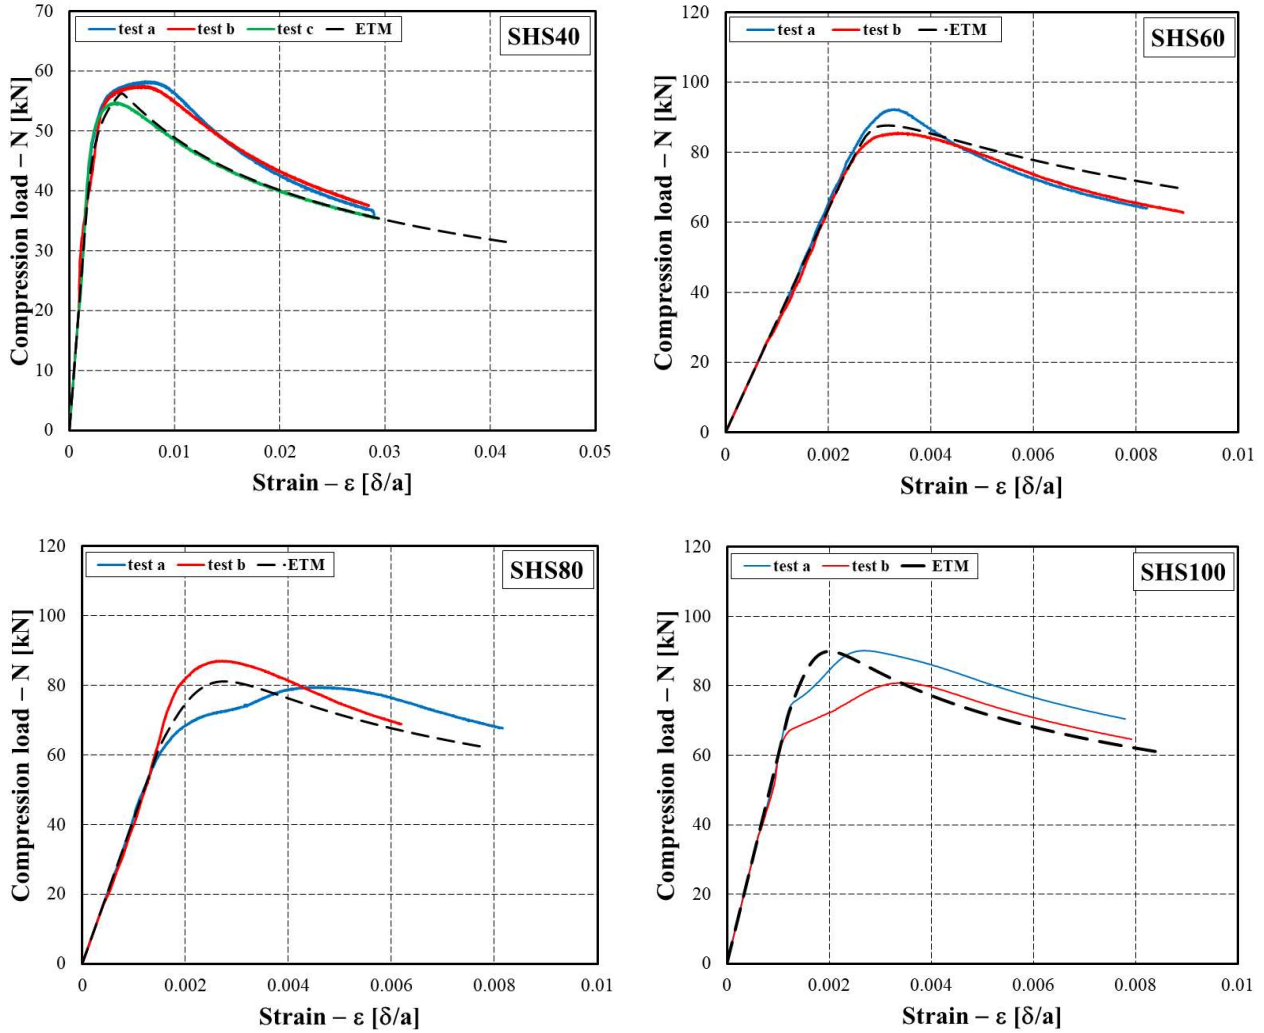 70
test a test b test c ETM
SHS40
60
50
40
30
20
10
0
0 0.01 0.02 0.03 0.04 0.05
Compression load – N [kN]
Strain – ε [δ/a]
120
test a test b ·ETM
SHS60
100
80
60
40
20
0
0 0.002 0.004 0.006 0.008 0.01
Compression load – N [kN]
Strain – ε [δ/a]
120
test a test b ·ETM
SHS80
100
80
60
40
20
0
0 0.002 0.004 0.006 0.008 0.01
Compression load – N [kN]
Strain – ε [δ/a]
120
test a test b ETM
SHS100
100
80
60
40
20
0
0 0.002 0.004 0.006 0.008 0.01
Compression load – N [kN]
Strain – ε [δ/a]